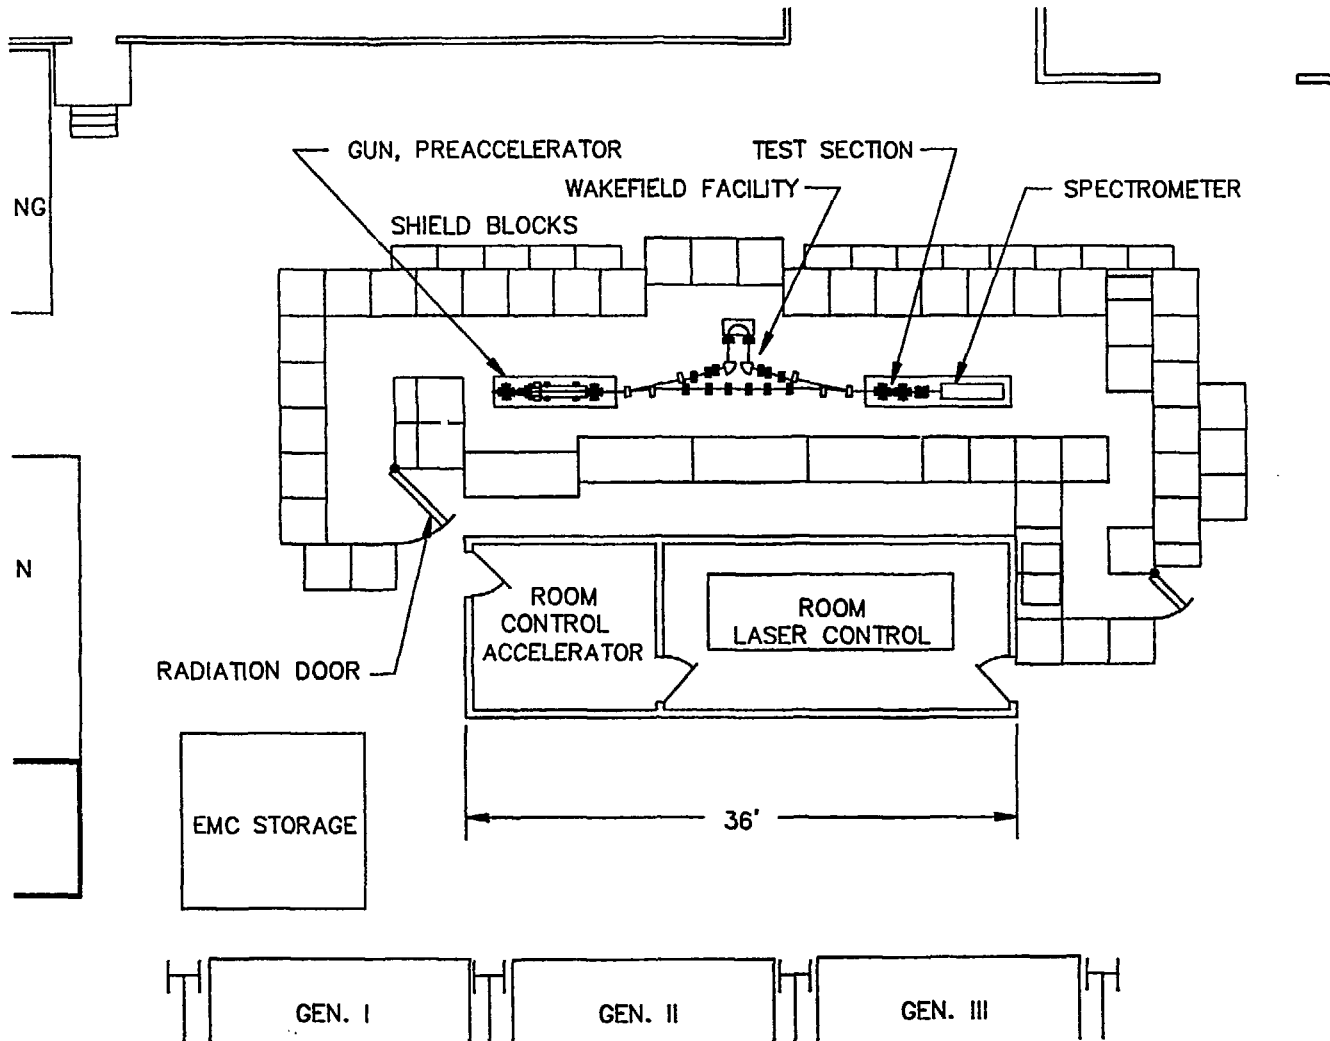 GUN, PREACCELERATOR
TEST SECTION
WAKEFIELD FACILITY
SPECTROMETER
NG
SHIELD BLOCKS
N
ROOM
CONTROL
ACCELERATOR
ROOM
LASER CONTROL
RADIATION DOOR
EMC STORAGE
36'
GEN. I
GEN. II
GEN. III